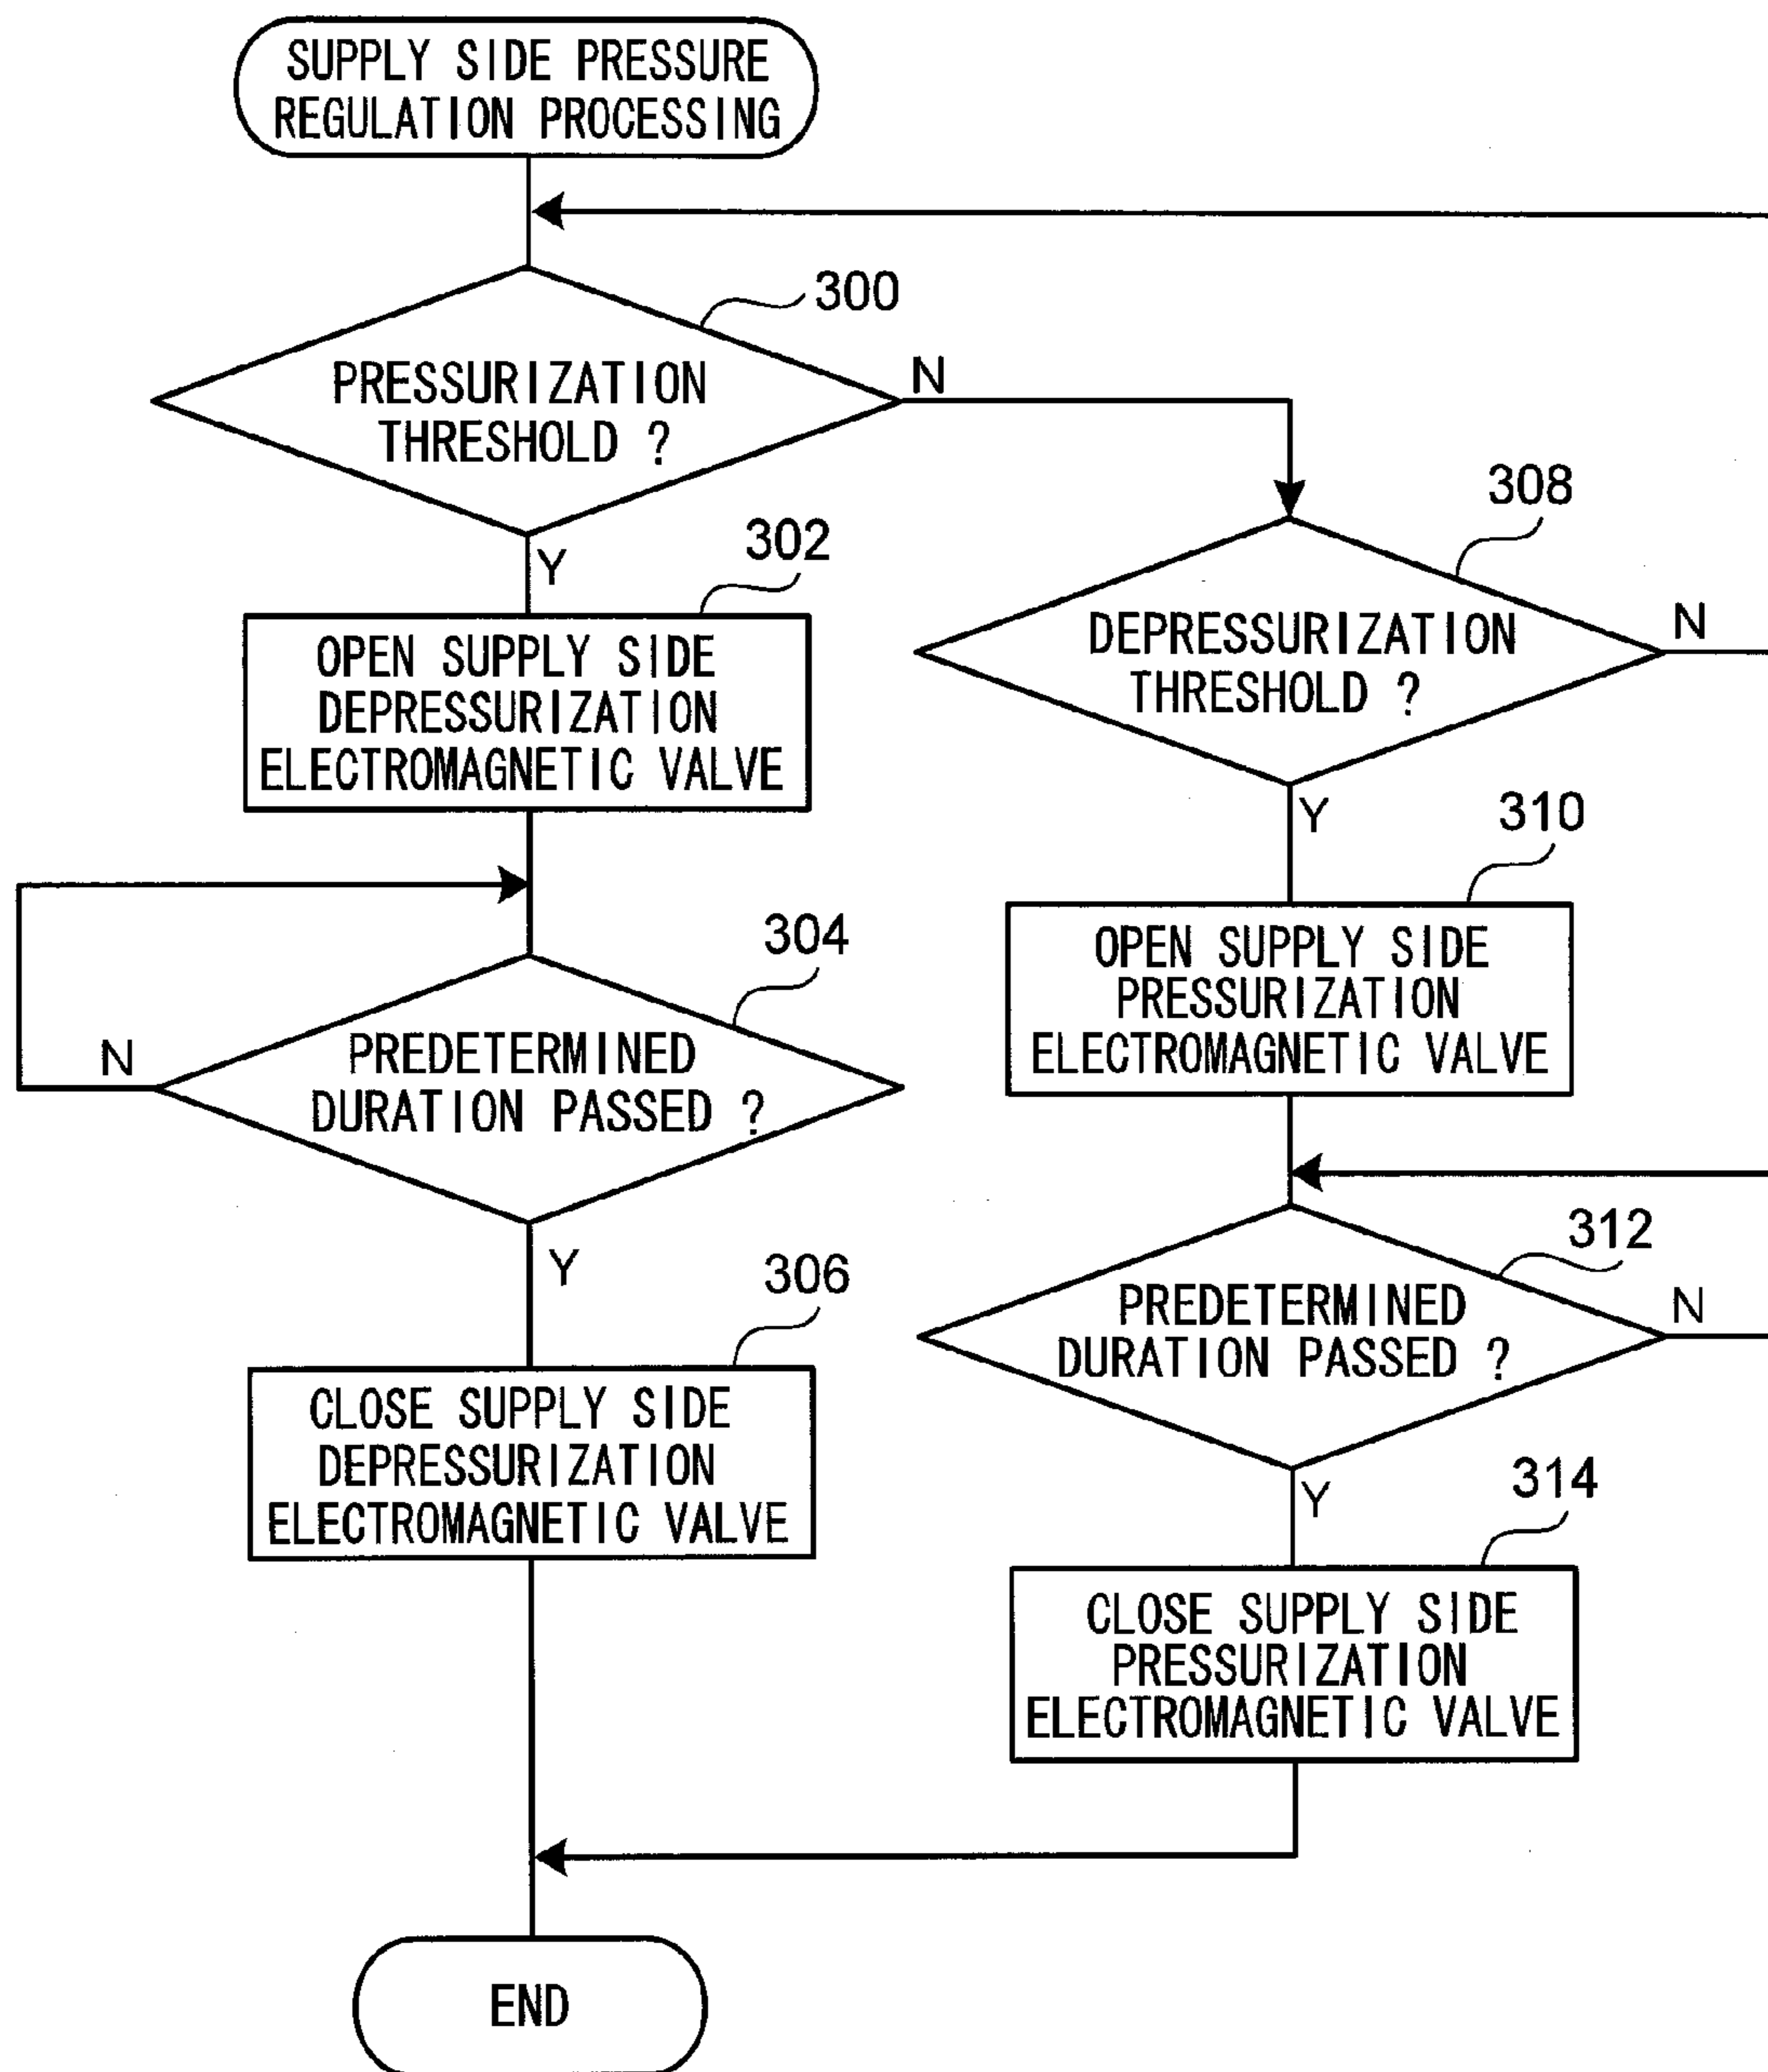 SUPPLY SIDE PRESSURE
REGULATION PROCESSING
300
PRESSURIZATION
THRESHOLD ?
N
Y
302
OPEN SUPPLY SIDE
DEPRESSURIZATION
ELECTROMAGNETIC VALVE
304
PREDETERMINED
DURATION PASSED ?
N
Y
306
CLOSE SUPPLY SIDE
DEPRESSURIZATION
ELECTROMAGNETIC VALVE
308
DEPRESSURIZATION
THRESHOLD ?
N
Y
310
OPEN SUPPLY SIDE
PRESSURIZATION
ELECTROMAGNETIC VALVE
312
PREDETERMINED
DURATION PASSED ?
N
Y
314
CLOSE SUPPLY SIDE
PRESSURIZATION
ELECTROMAGNETIC VALVE
END